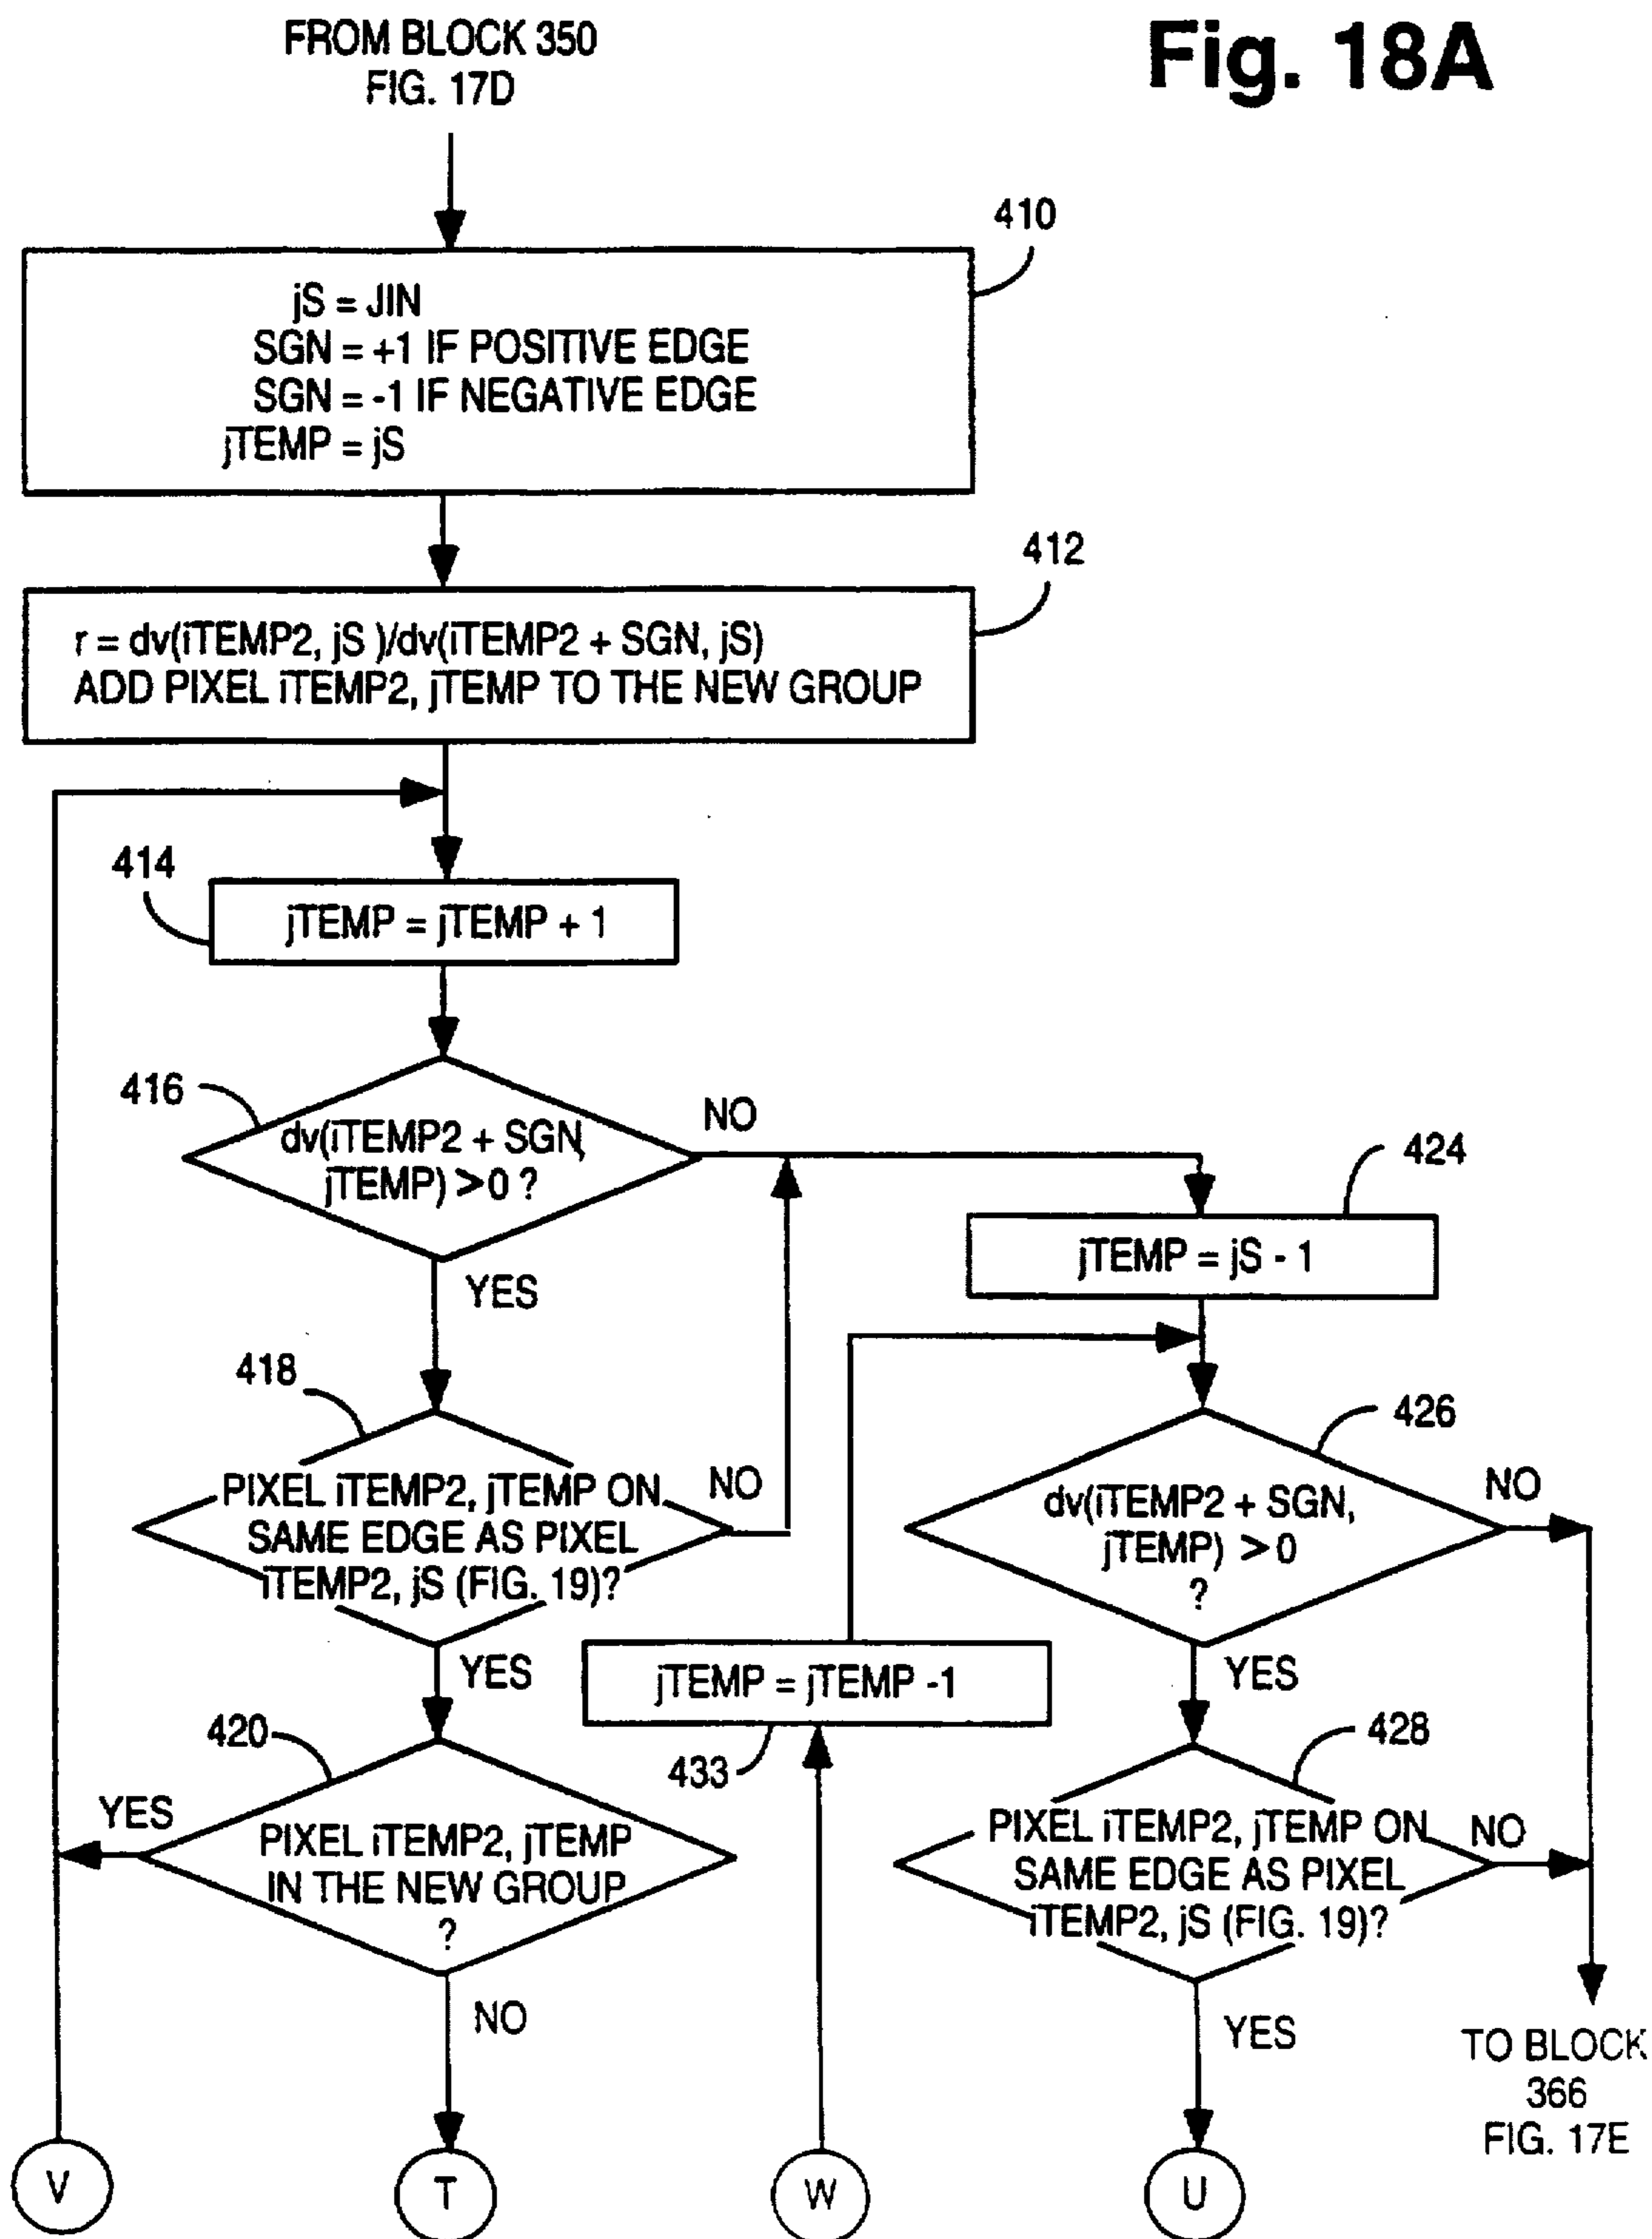 FROM BLOCK 350
FIG. 17D
Fig. 18A
410
jS = JIN
SGN = +1 IF POSITIVE EDGE
SGN = -1 IF NEGATIVE EDGE
jTEMP = jS
412
r = dv(iTEMP2, jS )/dv(iTEMP2 + SGN, jS)
ADD PIXEL iTEMP2, jTEMP TO THE NEW GROUP
414
jTEMP = jTEMP + 1
416
dv(iTEMP2 + SGN,
jTEMP) >0 ?
NO
YES
424
jTEMP = jS - 1
418
PIXEL iTEMP2, jTEMP ON
SAME EDGE AS PIXEL
iTEMP2, jS (FIG. 19)?
NO
YES
426
dv(iTEMP2 + SGN,
jTEMP) >0
?
NO
YES
jTEMP = jTEMP -1
433
420
YES
PIXEL iTEMP2, jTEMP
IN THE NEW GROUP
?
NO
428
PIXEL iTEMP2, jTEMP ON
SAME EDGE AS PIXEL
iTEMP2, jS (FIG. 19)?
NO
YES
TO BLOCK
366
FIG. 17E
V
T
W
U